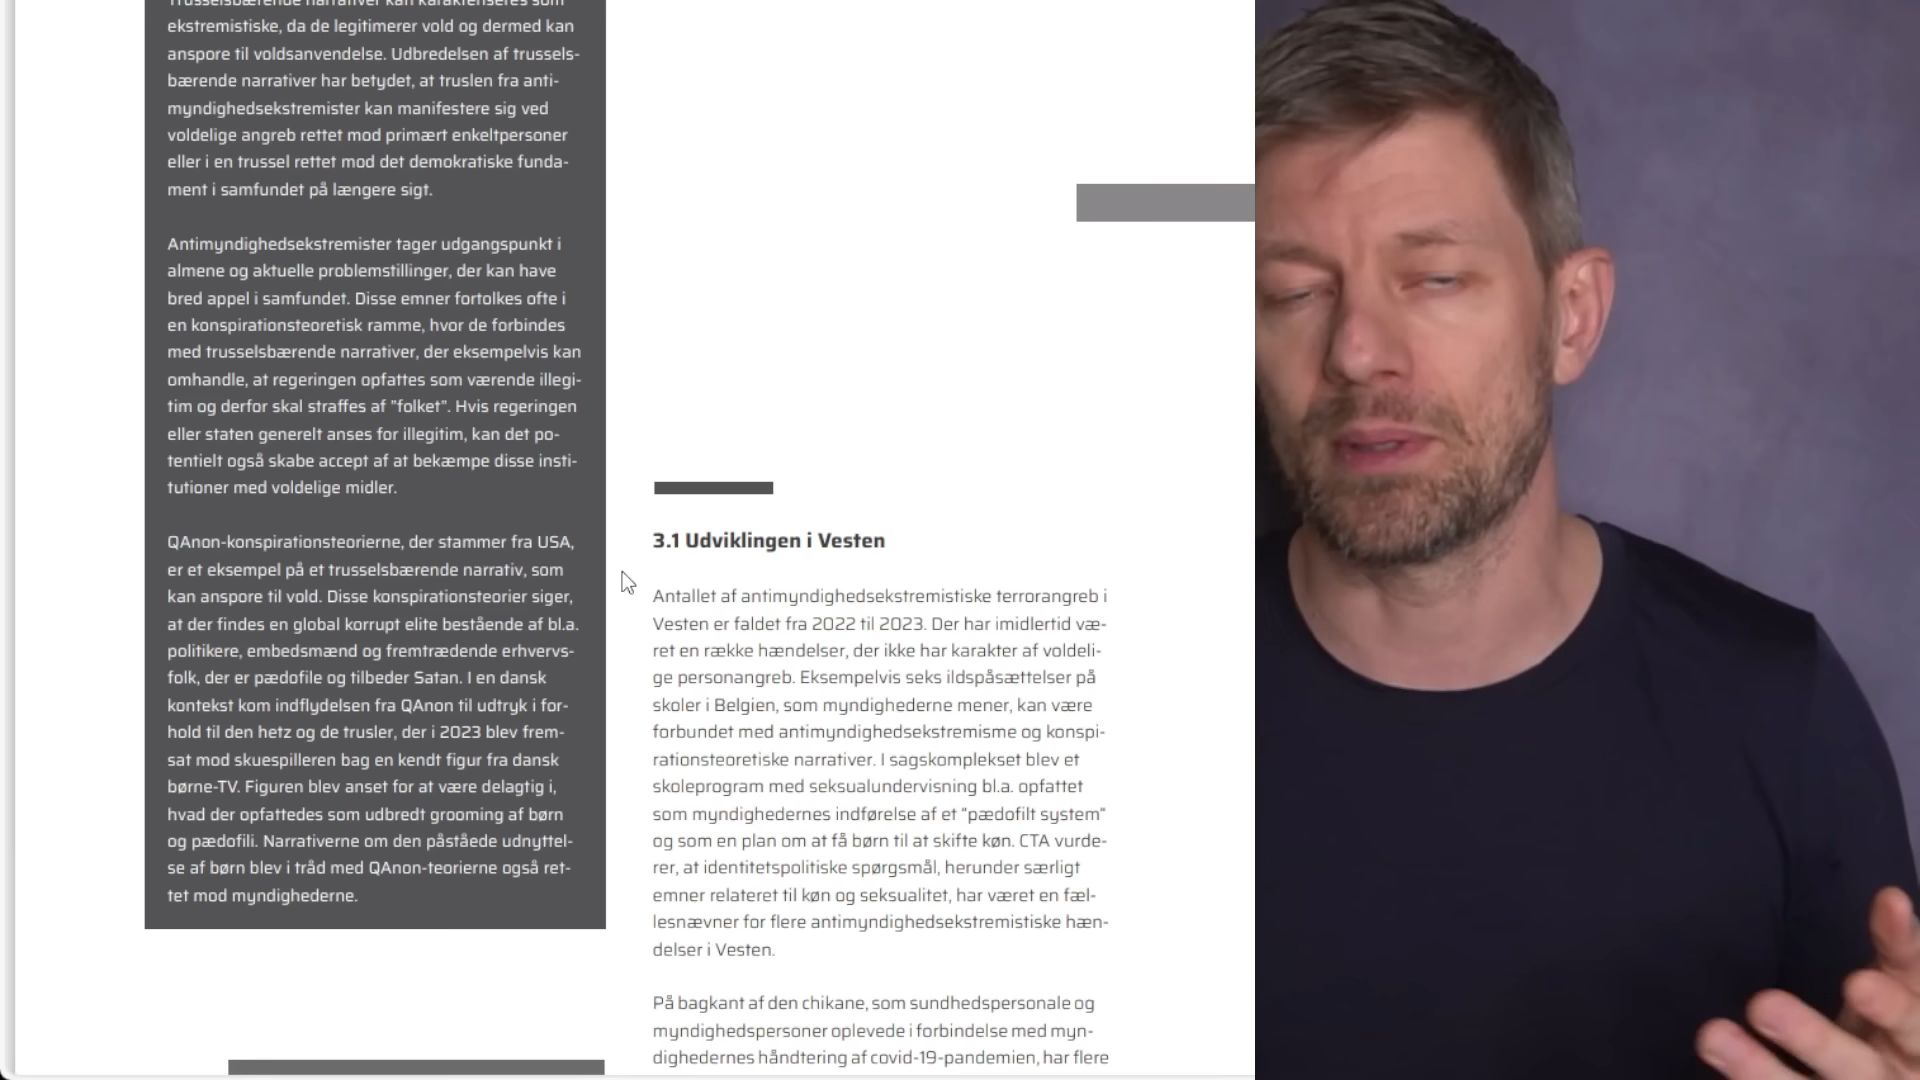 Trusselsbærende narrativer kan karakteriseres som
ekstremistiske, da de legitimerer vold og dermed kan
anspore til voldsanvendelse. Udbredelsen af trussels-
bærende narrativer har betydet, at truslen fra anti-
myndighedsekstremister kan manifestere sig ved
voldelige angreb rettet mod primært enkeltpersoner
eller i en trussel rettet mod det demokratiske funda-
ment i samfundet på længere sigt.
Antimyndighedsekstremister tager udgangspunkt i
almene og aktuelle problemstillinger, der kan have
bred appel i samfundet. Disse emner fortolkes ofte i
en konspirationsteoretisk ramme, hvor de forbindes
med trusselsbærende narrativer, der eksempelvis kan
omhandle, at regeringen opfattes som værende illegi-
tim og derfor skal straffes af ”folket”. Hvis regeringen
eller staten generelt anses for illegitim, kan det po-
tentielt også skabe accept af at bekæmpe disse insti-
tutioner med voldelige midler.
QAnon-konspirationsteorierne, der stammer fra USA,
er et eksempel på et trusselsbærende narrativ, som
kan anspore til vold. Disse konspirationsteorier siger,
at der findes en global korrupt elite bestående af bl.a.
politikere, embedsmænd og fremtrædende erhvervs-
folk, der er pædofile og tilbeder Satan. I en dansk
kontekst kom indflydelsen fra QAnon til udtryk i for-
hold til den hetz og de trusler, der i 2023 blev frem-
sat mod skuespilleren bag en kendt figur fra dansk
børne-TV. Figuren blev anset for at være delagtig i,
hvad der opfattedes som udbredt grooming af børn
og pædofili. Narrativerne om den påståede udnyttel-
se af børn blev i tråd med QAnon-teorierne også ret-
tet mod myndighederne.
3.1 Udviklingen i Vesten
Antallet af antimyndighedsekstremistiske terrorangreb i
Vesten er faldet fra 2022 til 2023. Der har imidlertid væ-
ret en række hændelser, der ikke har karakter af voldeli-
ge personangreb. Eksempelvis seks ildspåsættelser på
skoler i Belgien, som myndighederne mener, kan være
forbundet med antimyndighedsekstremisme og konspi-
rationsteoretiske narrativer. I sagskomplekset blev et
skoleprogram med seksualundervisning bl.a. opfattet
som myndighedernes indførelse af et ”pædofilt system”
og som en plan om at få børn til at skifte køn. CTA vurde-
rer, at identitetspolitiske spørgsmål, herunder særligt
emner relateret til køn og seksualitet, har været en fæl-
lesnævner for flere antimyndighedsekstremistiske hæn-
delser i Vesten.
På bagkant af den chikane, som sundhedspersonale og
myndighedspersoner oplevede i forbindelse med myn-
dighedernes håndtering af covid-19-pandemien, har flere